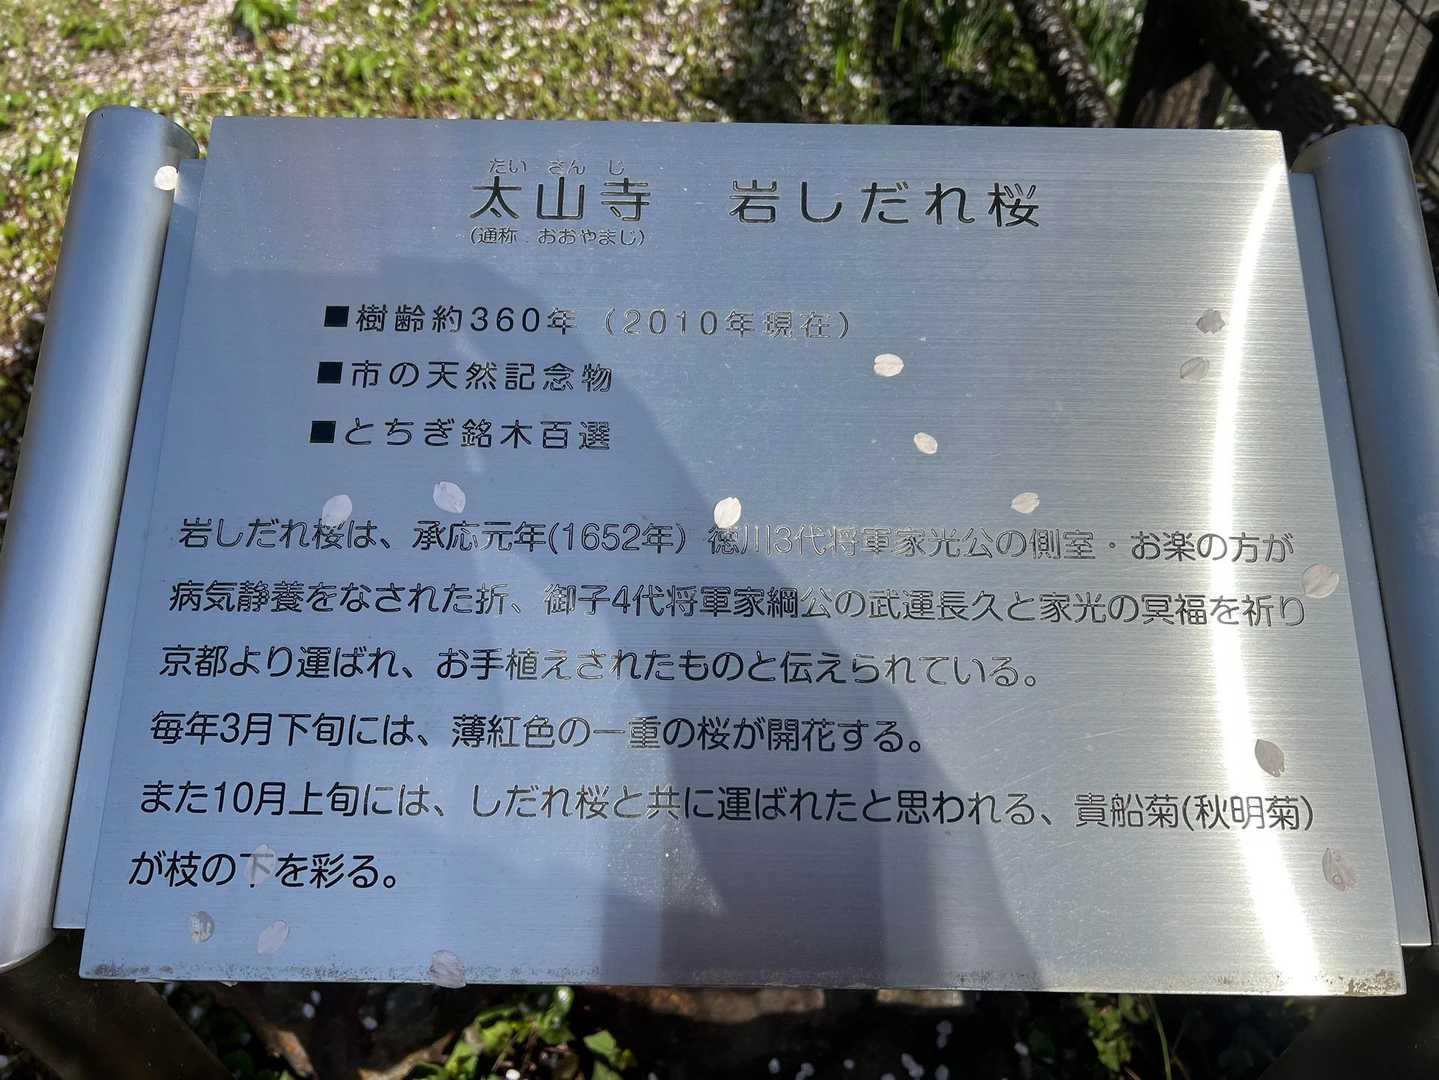 たいさんじ
太山寺 岩しだれ桜
(通称:おおやまじ)
■樹齢約360年（2010年現在）
■市の天然記念物
■とちぎ銘木百選
岩しだれ桜は、承応元年(1652年）徳川3代将軍家光公の側室・お楽の方が
病気静養をなされた折、御子4代将軍家綱公の武運長久と家光の冥福を祈り
京都より運ばれ、お手植えされたものと伝えられている。
毎年3月下旬には、薄紅色の一重の桜が開花する。
また10月上旬には、しだれ桜と共に運ばれたと思われる、貴船菊(秋明菊）
が枝の下を彩る。